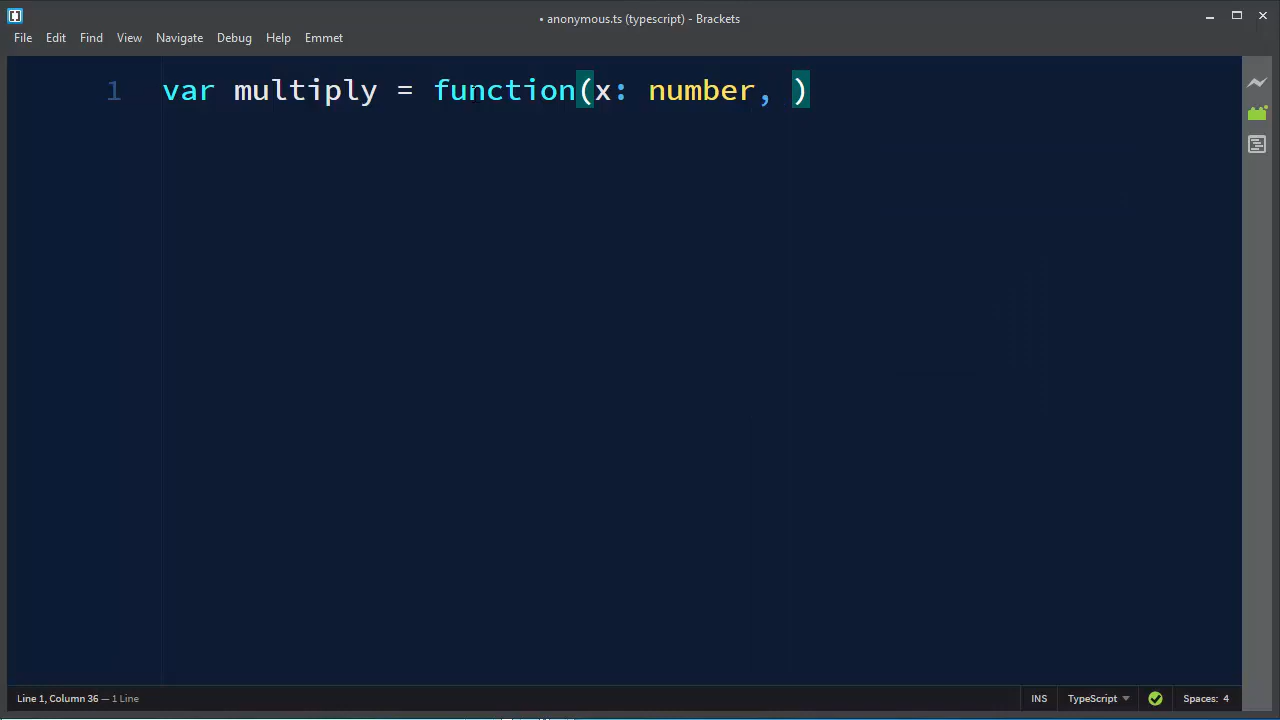 • anonymous.ts (typescript) - Brackets
File Edit Find View Navigate Debug Help Emmet
1 var multiply = function(x: number, )
Line 1, Column 36 — 1 Line
INS TypeScript Spaces: 4